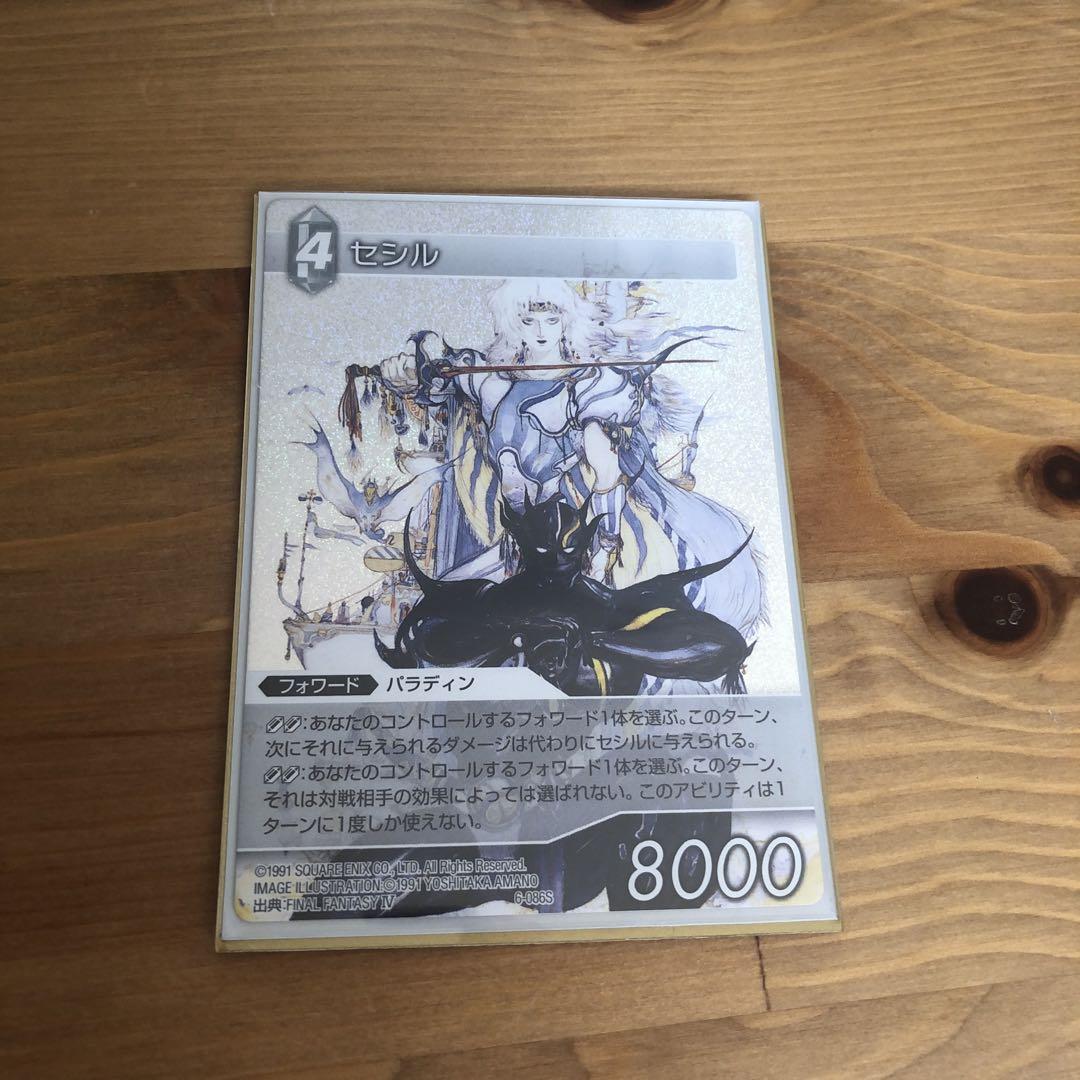 4 セシル
フォワード パラディン
:あなたのコントロールするフォワード1体を選ぶ。このターン、
次にそれに与えられるダメージは代わりにセシルに与えられる。
:あなたのコントロールするフォワード1体を選ぶ。このターン、
それは対戦相手の効果によっては選ばれない。このアビリティは1
ターンに1度しか使えない。
8000
©1991 SQUARE ENIX CO., LTD. All Rights Reserved.
IMAGE ILLUSTRATION:©1991 YOSHITAKA AMANO
出典:FINAL FANTASY IV 6-086S